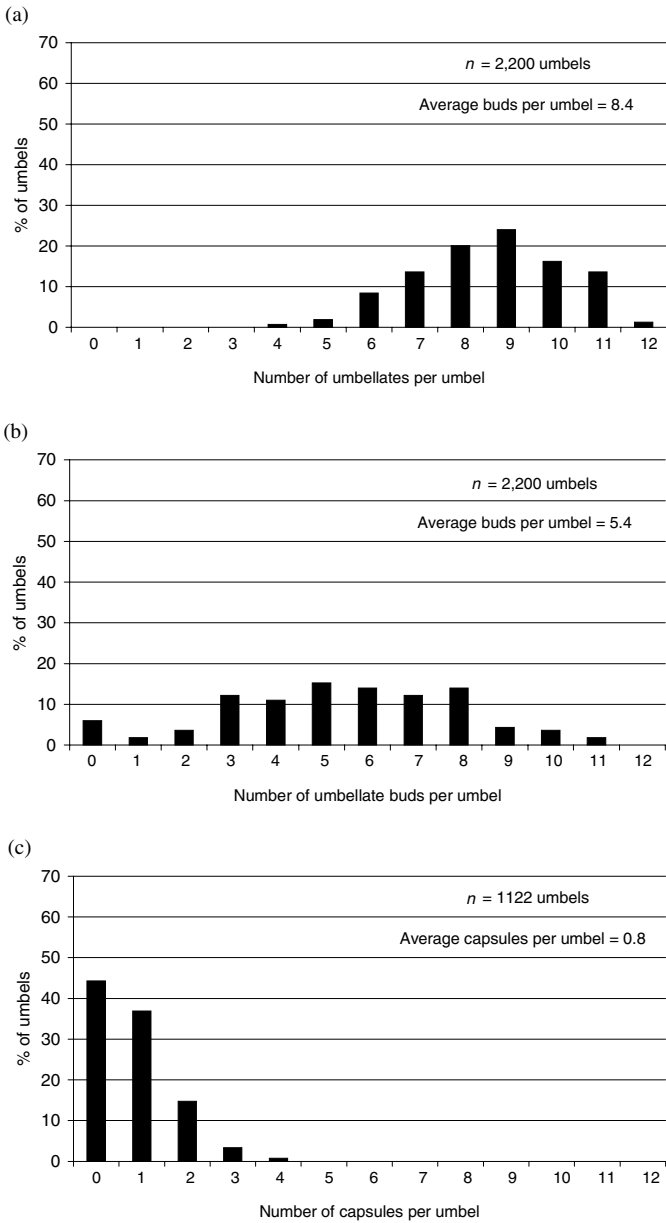 (a)
70
n = 2,200 umbels
60
Average buds per umbel = 8.4
50
40
30
20
10
0
% of umbels
0 1 2 3 4 5 6 7 8 9 10 11 12
Number of umbellates per umbel
(b)
70
n = 2,200 umbels
60
Average buds per umbel = 5.4
50
40
30
20
10
0
% of umbels
0 1 2 3 4 5 6 7 8 9 10 11 12
Number of umbellate buds per umbel
(c)
70
n = 1122 umbels
60
Average capsules per umbel = 0.8
50
40
30
20
10
0
% of umbels
0 1 2 3 4 5 6 7 8 9 10 11 12
Number of capsules per umbel